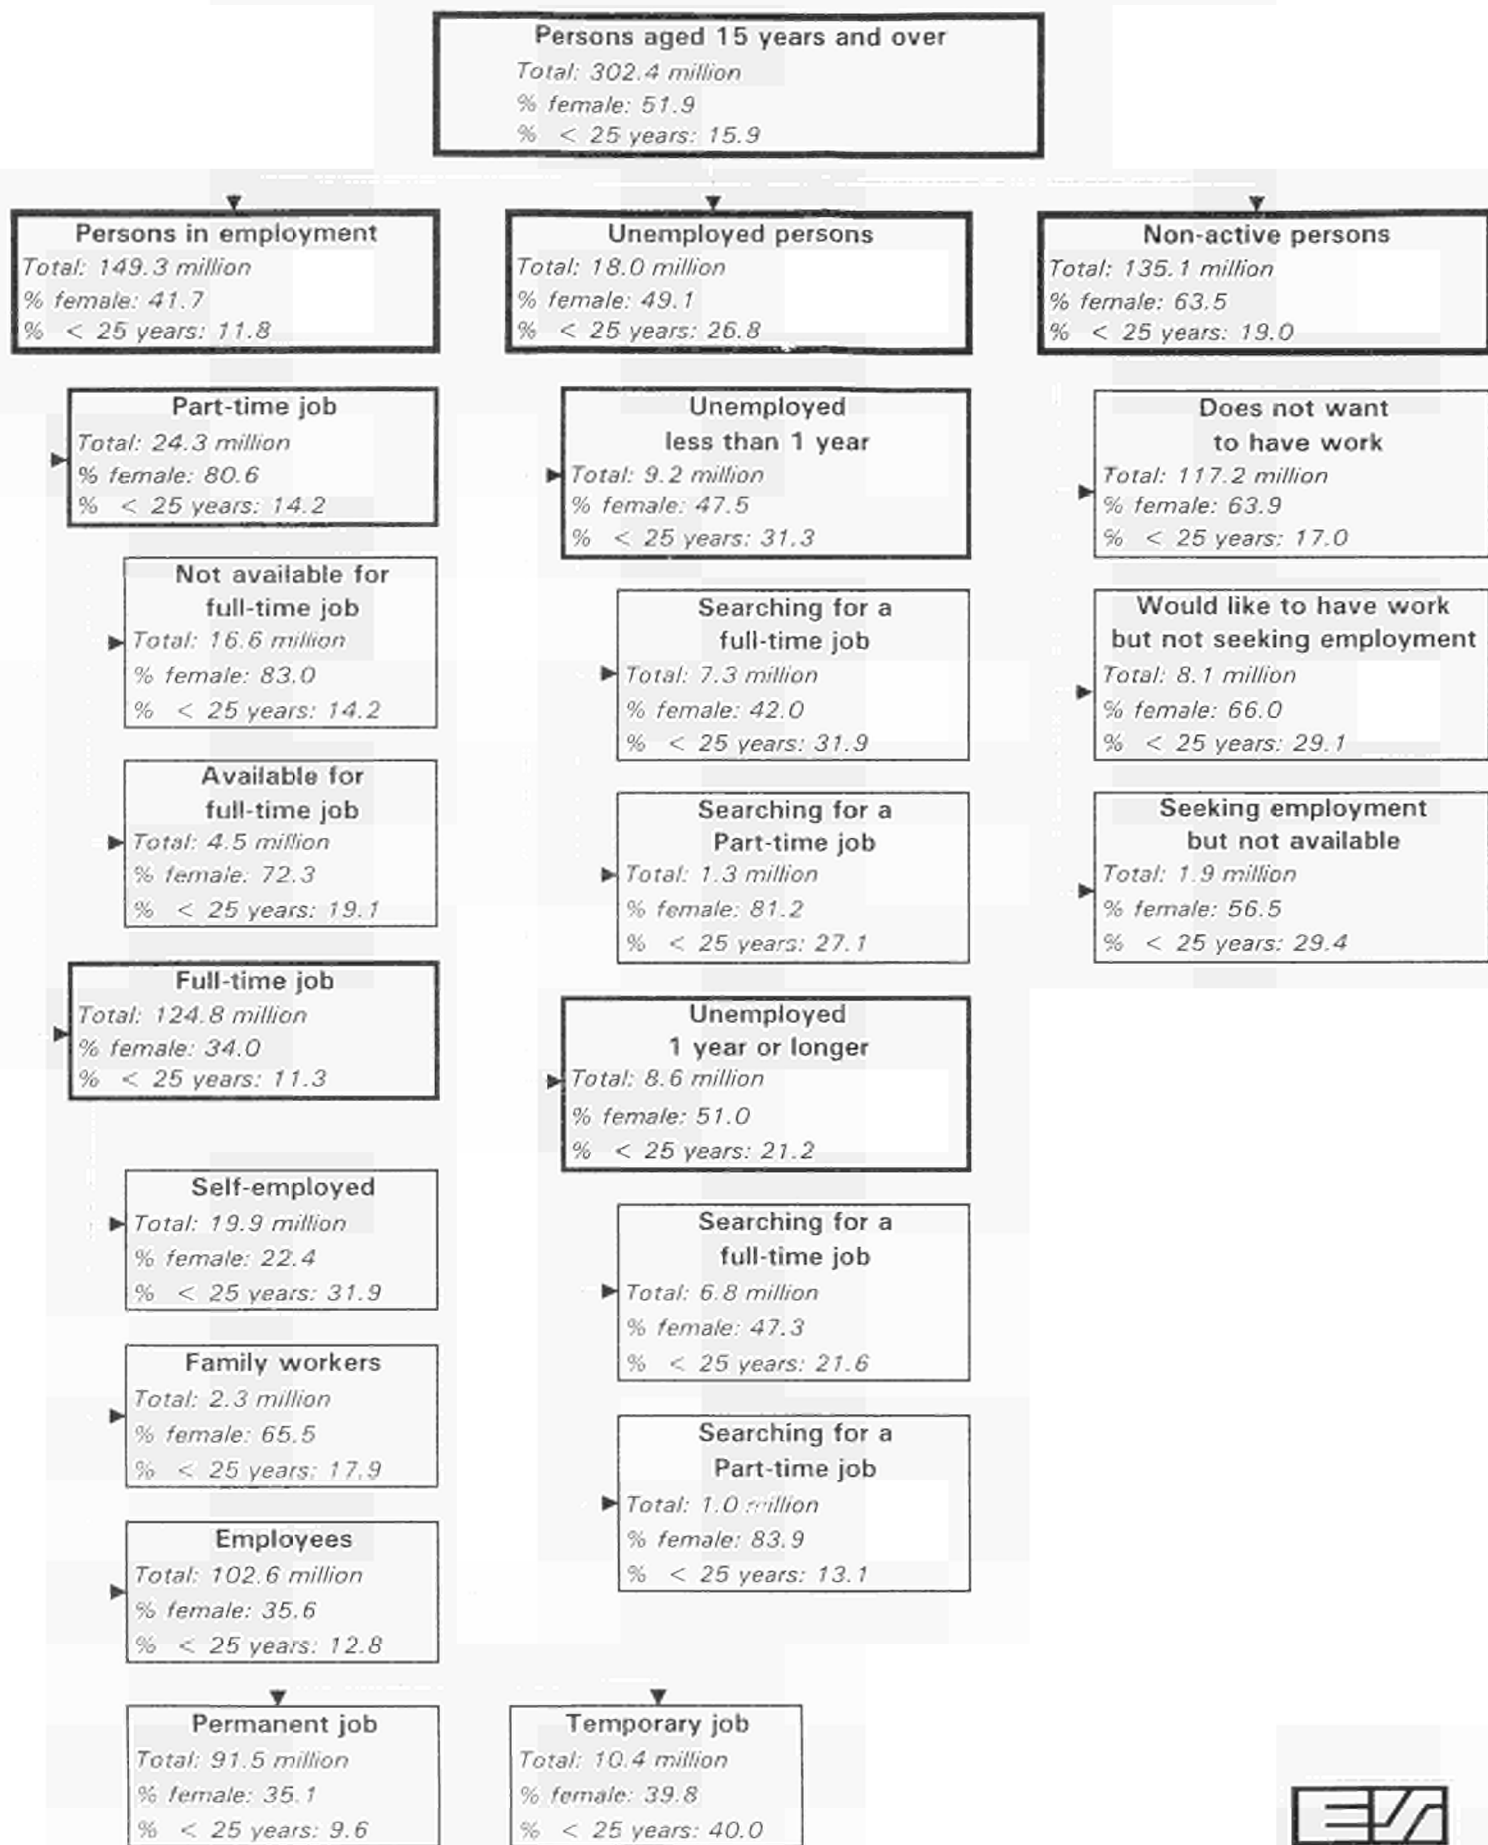 Persons aged 15 years and over
Total: 302.4 million
% female: 51.9
% < 25 years: 15.9
Persons in employment
Total: 149.3 million
% female: 41.7
% < 25 years: 11.8
Part-time job
Total: 24.3 million
% female: 80.6
% < 25 years: 14.2
Not available for
full-time job
Total: 16.6 million
% female: 83.0
% < 25 years: 14.2
Available for
full-time job
Total: 4.5 million
% female: 72.3
% < 25 years: 19.1
Full-time job
Total: 124.8 million
% female: 34.0
% < 25 years: 11.3
Self-employed
Total: 19.9 million
% female: 22.4
% < 25 years: 31.9
Family workers
Total: 2.3 million
% female: 65.5
% < 25 years: 17.9
Employees
Total: 102.6 million
% female: 35.6
% < 25 years: 12.8
Permanent job
Total: 91.5 million
% female: 35.1
% < 25 years: 9.6
Temporary job
Total: 10.4 million
% female: 39.8
% < 25 years: 40.0
Unemployed persons
Total: 18.0 million
% female: 49.1
% < 25 years: 26.8
Unemployed
less than 1 year
Total: 9.2 million
% female: 47.5
% < 25 years: 31.3
Searching for a
full-time job
Total: 7.3 million
% female: 42.0
% < 25 years: 31.9
Searching for a
Part-time job
Total: 1.3 million
% female: 81.2
% < 25 years: 27.1
Unemployed
1 year or longer
Total: 8.6 million
% female: 51.0
% < 25 years: 21.2
Searching for a
full-time job
Total: 6.8 million
% female: 47.3
% < 25 years: 21.6
Searching for a
Part-time job
Total: 1.0 million
% female: 83.9
% < 25 years: 13.1
Non-active persons
Total: 135.1 million
% female: 63.5
% < 25 years: 19.0
Does not want
to have work
Total: 117.2 million
% female: 63.9
% < 25 years: 17.0
Would like to have work
but not seeking employment
Total: 8.1 million
% female: 66.0
% < 25 years: 29.1
Seeking employment
but not available
Total: 1.9 million
% female: 56.5
% < 25 years: 29.4